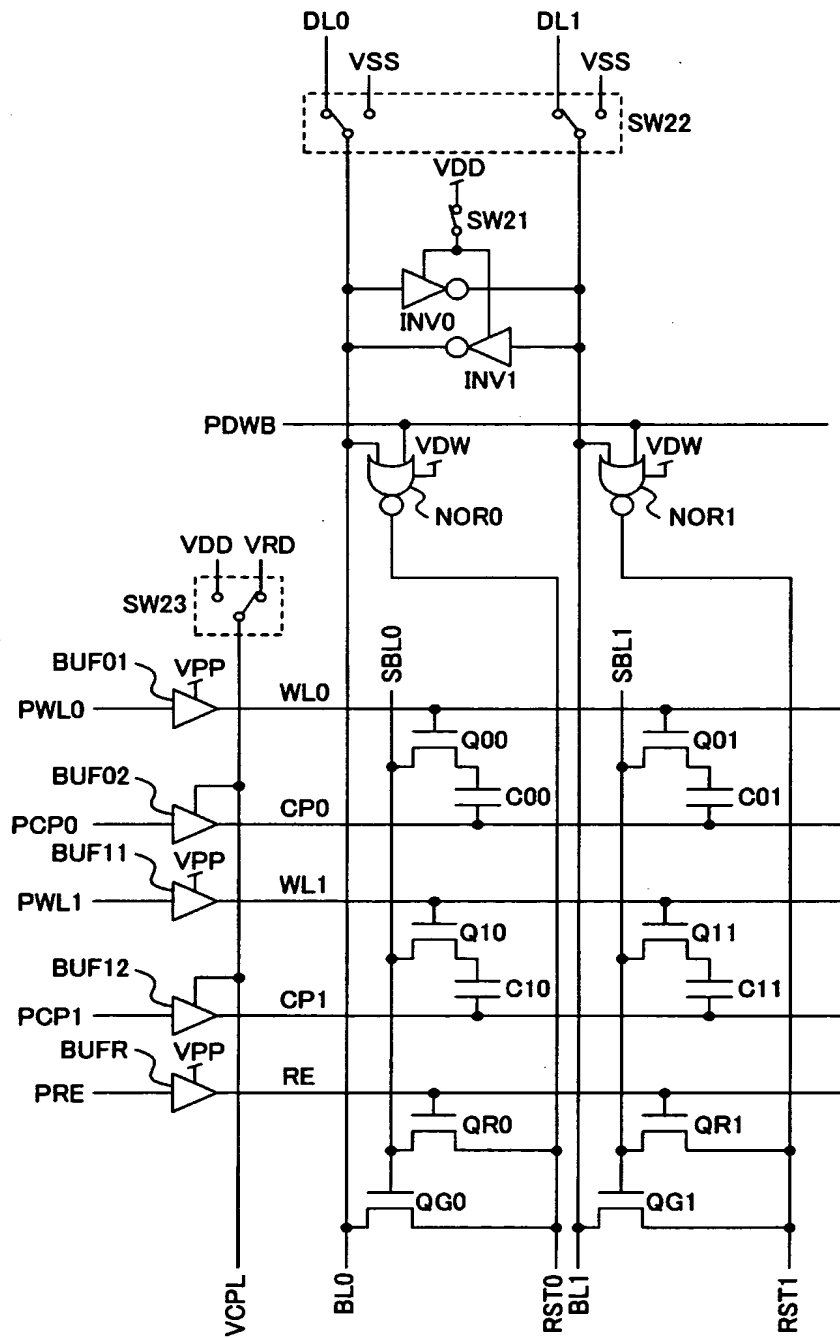 DL0
DL1
VSS
VSS
SW22
VDD
SW21
INV0
INV1
PDWB
VDW
VDW
NOR0
NOR1
VDD VRD
SW23
SBL0
SBL1
BUF01
VPP
PWL0
WL0
Q00
Q01
BUF02
C00
C01
PCP0
CP0
BUF11
VPP
PWL1
WL1
Q10
Q11
BUF12
C10
C11
PCP1
CP1
BUFR
VPP
PRE
RE
QR0
QR1
QG0
QG1
VCPL
BL0
RST0
BL1
RST1